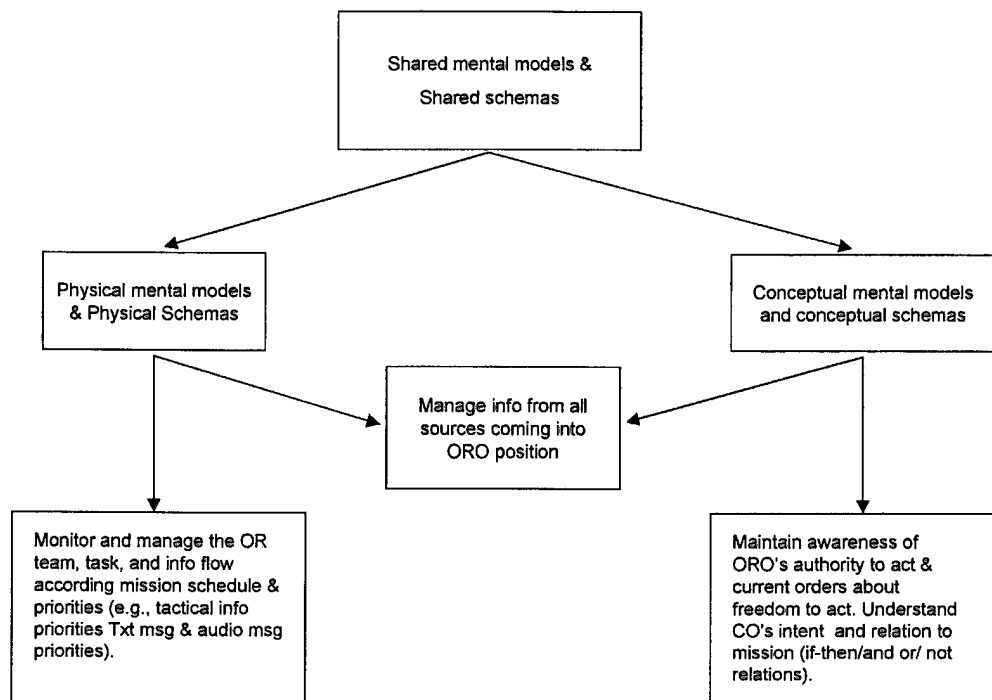 Shared mental models &
Shared schemas
Physical mental models
& Physical Schemas
Conceptual mental models
and conceptual schemas
Manage info from all
sources coming into
ORO position
Monitor and manage the OR
team, task, and info flow
according mission schedule &
priorities (e.g., tactical info
priorities Txt msg & audio msg
priorities).
Maintain awareness of
ORO's authority to act &
current orders about
freedom to act. Understand
CO's intent and relation to
mission (if-then/and or/ not
relations).